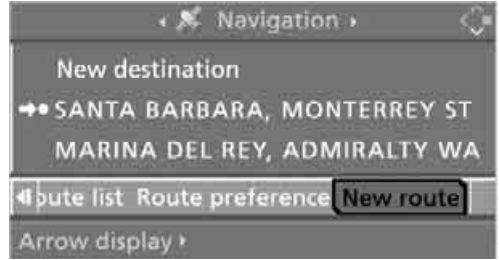 Navigation
New destination
SANTA BARBARA, MONTERREY ST
MARINA DEL REY, ADMIRALTY WA
oute list Route preference New route
Arrow display